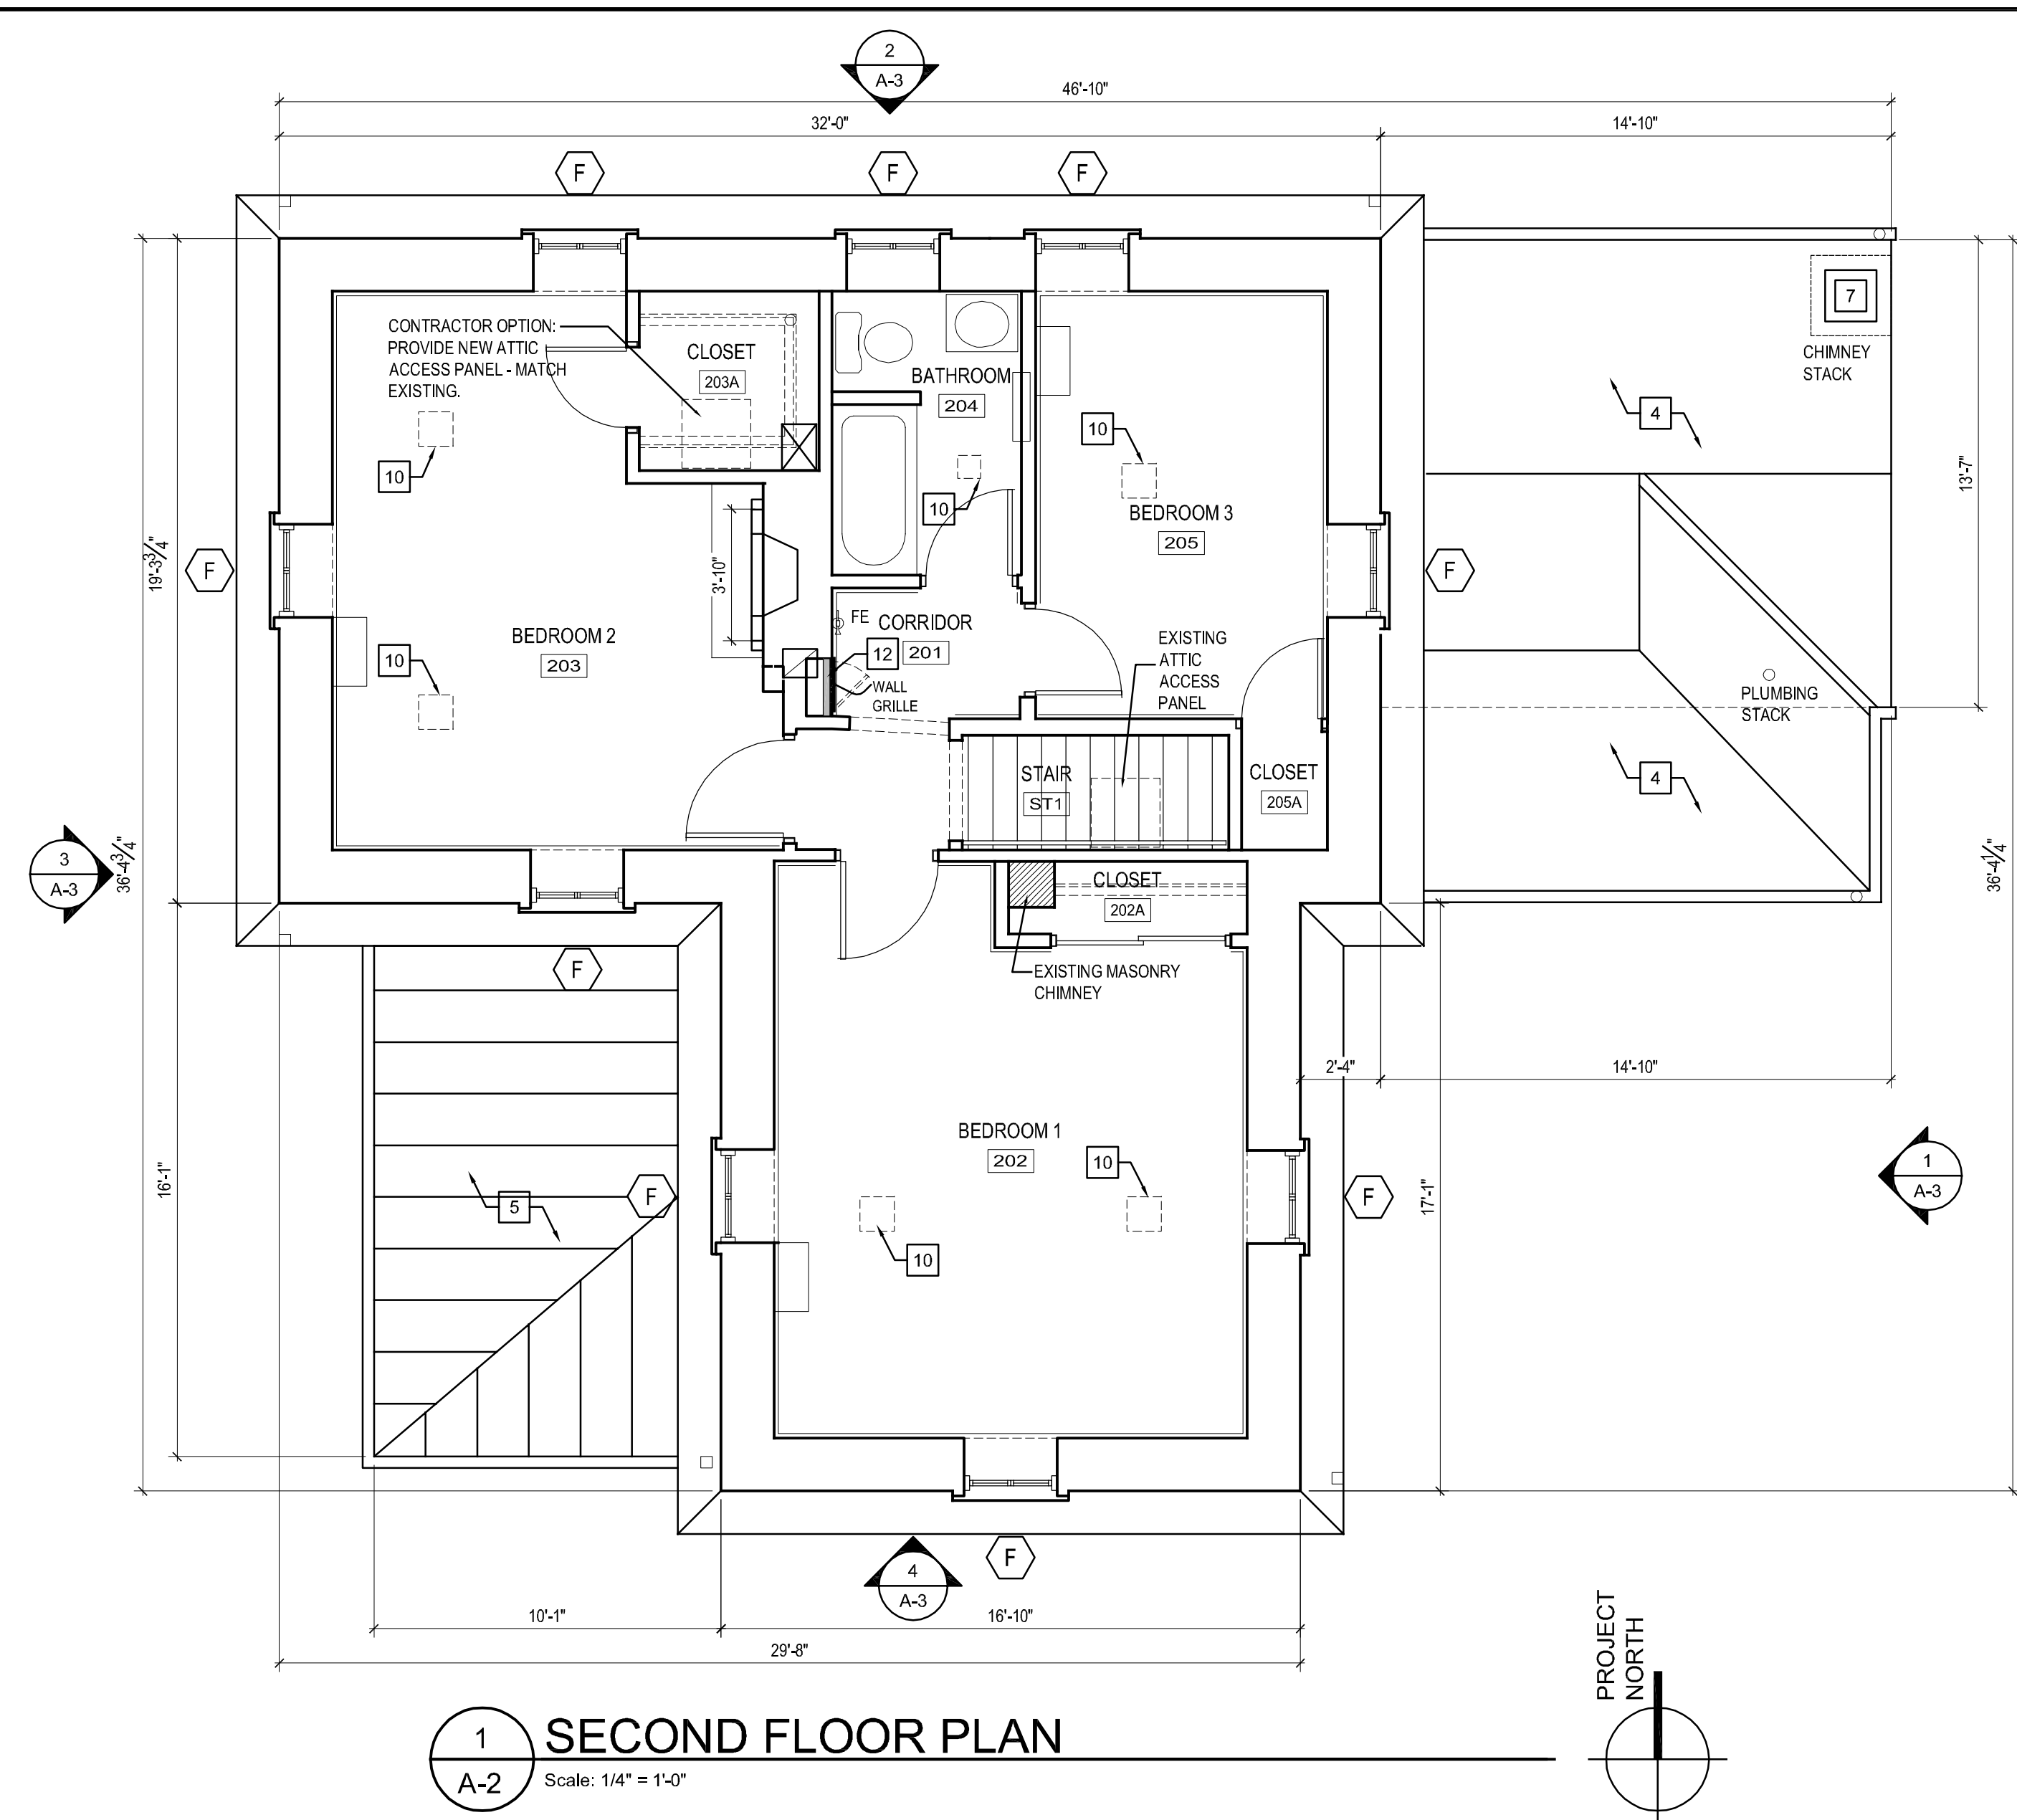 2
A-3
46'-10"
32'-0"
14'-10"
F
F
F
CONTRACTOR OPTION:
PROVIDE NEW ATTIC
ACCESS PANEL - MATCH
EXISTING.
CLOSET
203A
BATHROOM
204
7
CHIMNEY
STACK
4
10
10
10
BEDROOM 3
205
13'-7"
19'-3 3/4"
F
3'-10"
F
FE
CORRIDOR
201
12
WALL
GRILLE
BEDROOM 2
203
10
EXISTING
ATTIC
ACCESS
PANEL
PLUMBING
STACK
STAIR
ST1
CLOSET
205A
4
3
A-3
36'-4 3/4"
36'-4 1/4"
CLOSET
202A
F
EXISTING MASONRY
CHIMNEY
2'-4"
14'-10"
BEDROOM 1
202
10
16'-1"
5
F
F
17'-1"
1
A-3
10
F
4
A-3
10'-1"
16'-10"
29'-8"
PROJECT
NORTH
1
A-2
SECOND FLOOR PLAN
Scale: 1/4" = 1'-0"